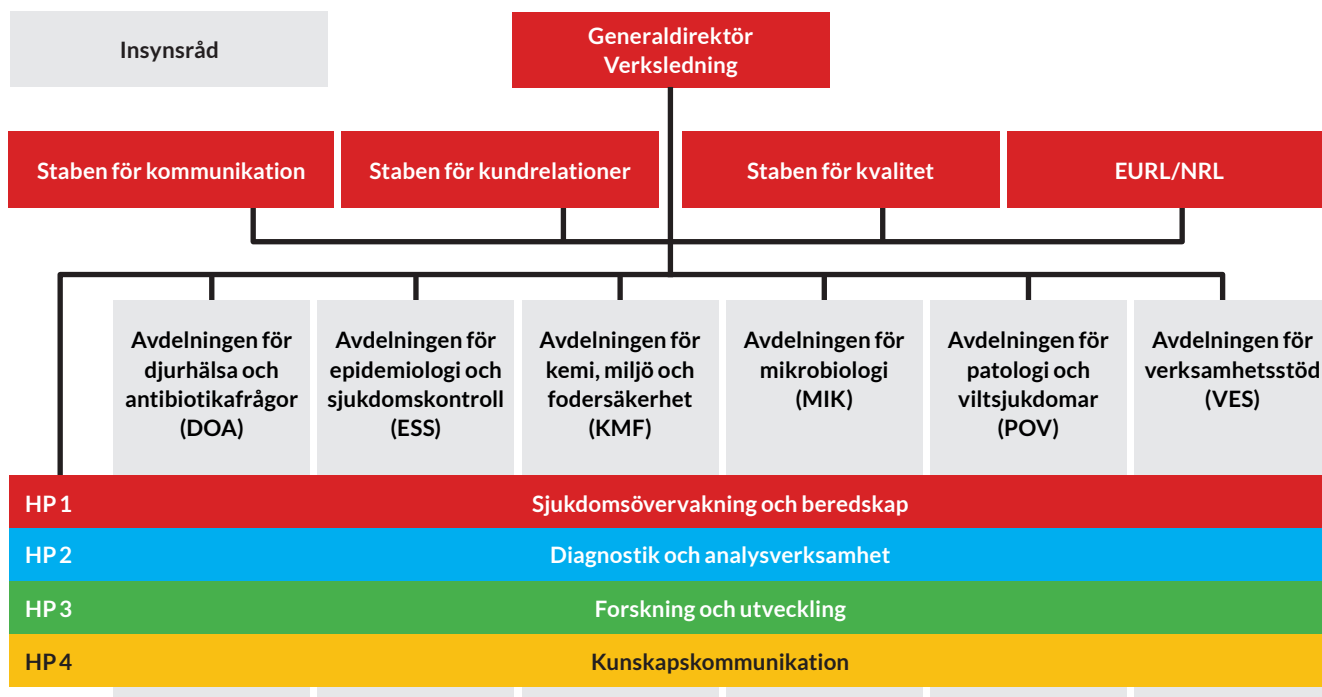 Insynsråd
Generaldirektör
Verksledning
Staben för kommunikation
Staben för kundrelationer
Staben för kvalitet
EURL/NRL
Avdelningen för
djurhälsa och
antibiotikafrågor
(DOA)
Avdelningen för
epidemiologi och
sjukdomskontroll
(ESS)
Avdelningen för
kemi, miljö och
fodersäkerhet
(KMF)
Avdelningen för
mikrobiologi
(MIK)
Avdelningen för
patologi och
viltsjukdomar
(POV)
Avdelningen för
verksamhetsstöd
(VES)
HP 1 Sjukdomsövervakning och beredskap
HP 2 Diagnostik och analysverksamhet
HP 3 Forskning och utveckling
HP 4 Kunskapskommunikation